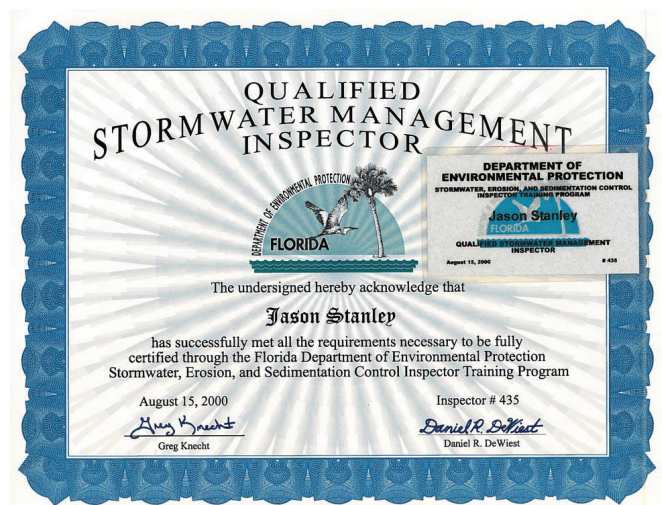 QUALIFIED
STORMWATER MANAGEMENT
INSPECTOR
DEPARTMENT OF ENVIRONMENTAL PROTECTION
FLORIDA
DEPARTMENT OF
ENVIRONMENTAL PROTECTION
STORMWATER, EROSION, AND SEDIMENTATION CONTROL
INSPECTOR TRAINING PROGRAM
Jason Stanley
FLORIDA
QUALIFIED STORMWATER MANAGEMENT
INSPECTOR
August 15, 2000 # 435
The undersigned hereby acknowledge that
Jason Stanley
has successfully met all the requirements necessary to be fully
certified through the Florida Department of Environmental Protection
Stormwater, Erosion, and Sedimentation Control Inspector Training Program
August 15, 2000 Inspector # 435
Greg Knecht Daniel R. DeWiest
Greg Knecht Daniel R. DeWiest